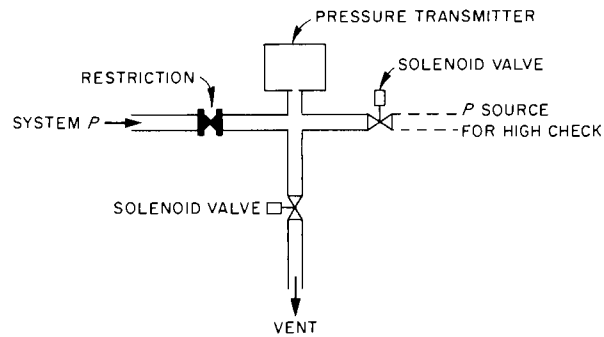 PRESSURE TRANSMITTER
RESTRICTION
SOLENOID VALVE
SYSTEM P
P SOURCE
FOR HIGH CHECK
SOLENOID VALVE
VENT